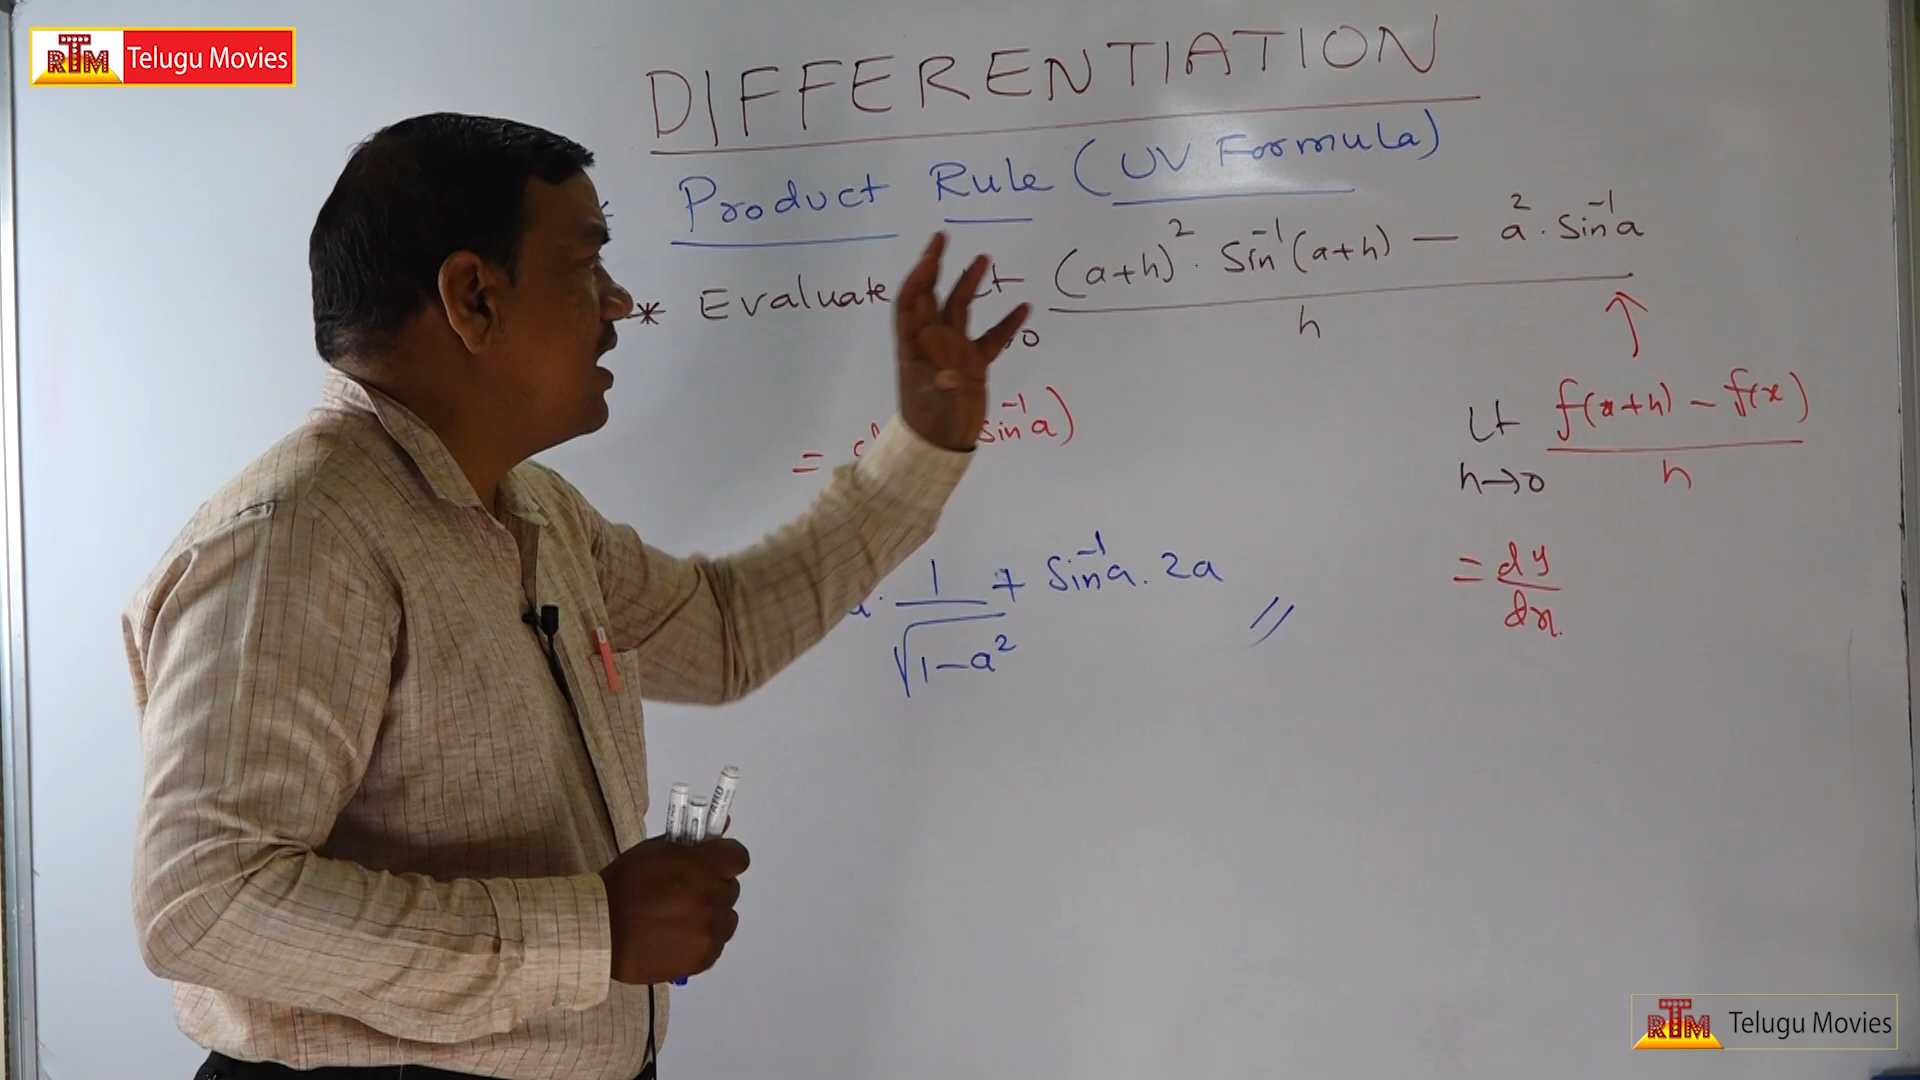 RTM Telugu Movies
DIFFERENTIATION
Product Rule (UV Formula)
* Evaluate Lt (a+h)² . Sin⁻¹(a+h) — a² . Sin⁻¹a
→0 h
Lt f(x+h) – f(x)
h→0 h
= sin⁻¹a)
= dy
dx.
. 1 + Sin⁻¹a . 2a //
√1–a²
RTM Telugu Movies